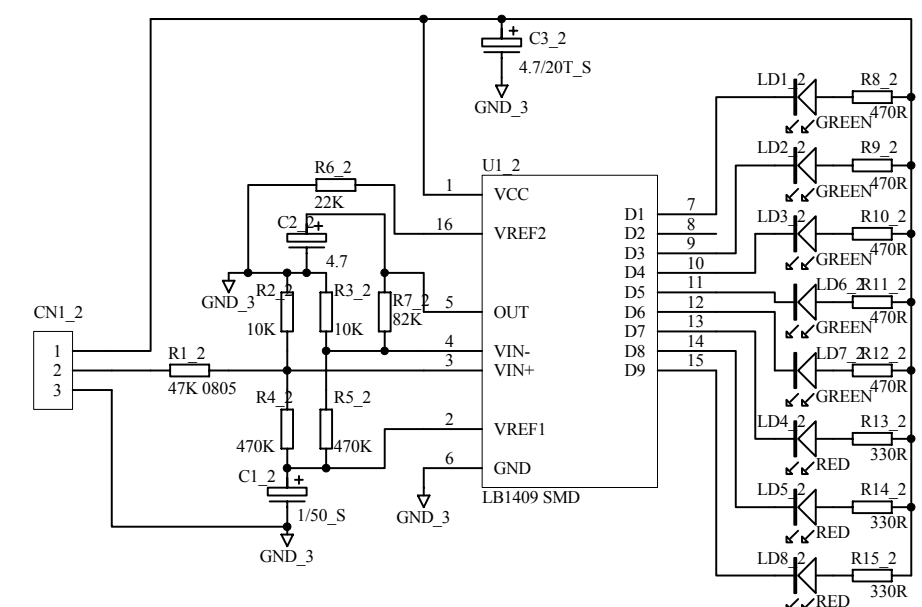 C3_2
4.7/20T_S
GND_3
LD1_2 R8_2
GREEN 470R
LD2_2 R9_2
GREEN 470R
LD3_2 R10_2
GREEN 470R
LD6_2 R11_2
GREEN 470R
LD7_2 R12_2
GREEN 470R
LD4_2 R13_2
RED 330R
LD5_2 R14_2
RED 330R
LD8_2 R15_2
RED 330R
U1_2
1 VCC
16 VREF2
5 OUT
4 VIN-
3 VIN+
2 VREF1
6 GND
D1 7
D2 8
D3 9
D4 10
D5 11
D6 12
D7 13
D8 14
D9 15
LB1409 SMD
R6_2
22K
C2_2
4.7
GND_3
R2_2
10K
R3_2
10K
R7_2
82K
CN1_2
1
2
3
R1_2
47K 0805
R4_2
470K
R5_2
470K
C1_2
1/50_S
GND_3
GND_3